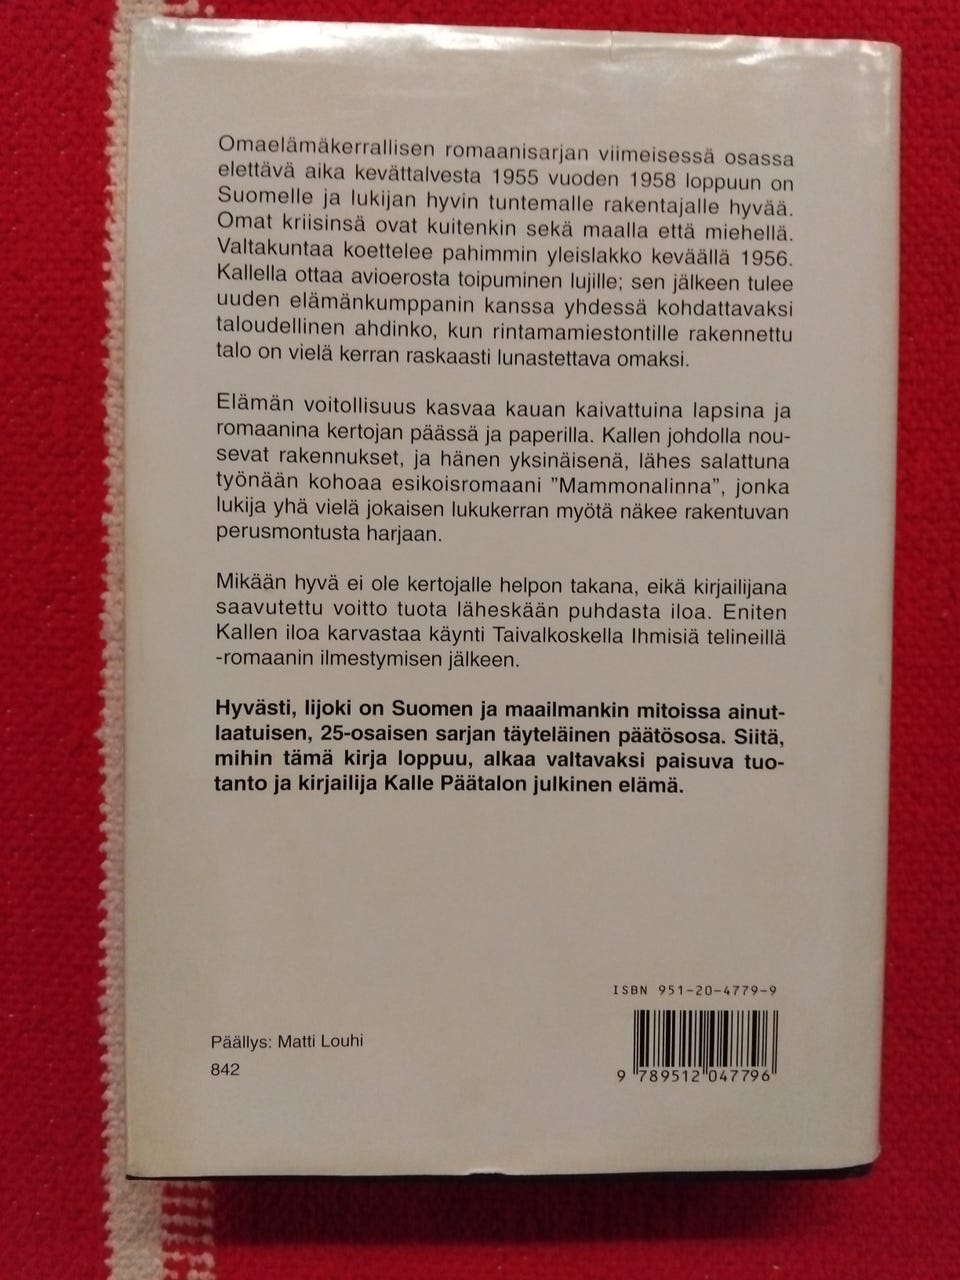 Omaelämäkerrallisen romaanisarjan viimeisessä osassa
elettävä aika kevättalvesta 1955 vuoden 1958 loppuun on
Suomelle ja lukijan hyvin tuntemalle rakentajalle hyvää.
Omat kriisinsä ovat kuitenkin sekä maalla että miehellä.
Valtakuntaa koettelee pahimmin yleislakko keväällä 1956.
Kallella ottaa avioerosta toipuminen lujille; sen jälkeen tulee
uuden elämänkumppanin kanssa yhdessä kohdattavaksi
taloudellinen ahdinko, kun rintamamiestontille rakennettu
talo on vielä kerran raskaasti lunastettava omaksi.
Elämän voitollisuus kasvaa kauan kaivattuina lapsina ja
romaanina kertojan päässä ja paperilla. Kallen johdolla nou-
sevat rakennukset, ja hänen yksinäisenä, lähes salattuna
työnään kohoaa esikoisromaani ”Mammonalinna”, jonka
lukija yhä vielä jokaisen lukukerran myötä näkee rakentuvan
perusmontusta harjaan.
Mikään hyvä ei ole kertojalle helpon takana, eikä kirjailijana
saavutettu voitto tuota läheskään puhdasta iloa. Eniten
Kallen iloa karvastaa käynti Taivalkoskella Ihmisiä telineillä
-romaanin ilmestymisen jälkeen.
Hyvästi, Iijoki on Suomen ja maailmankin mitoissa ainut-
laatuisen, 25-osaisen sarjan täyteläinen päätösosa. Siitä,
mihin tämä kirja loppuu, alkaa valtavaksi paisuva tuo-
tanto ja kirjailija Kalle Päätalon julkinen elämä.
ISBN 951-20-4779-9
Päällys: Matti Louhi
842
9 789512 047796